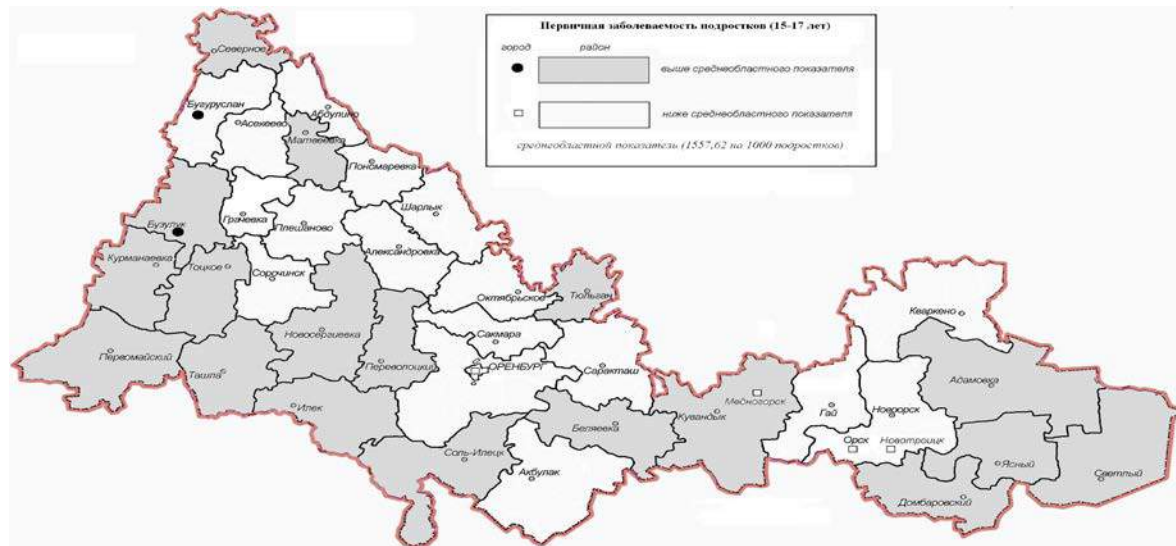 Первичная заболеваемость подростков (15-17 лет)
город район
выше среднеобластного показателя
ниже среднеобластного показателя
среднеобластной показатель (1557,62 на 1000 подростков)
Северное
Бугуруслан
Абдулино
Асекеево
Матвеевка
Пономаревка
Грачевка
Шарлык
Бузулук
Плешаново
Александровка
Курманаевка
Тоцкое
Сорочинск
Октябрьское
Тюльган
Кваркено
Новосергиевка
Сакмара
Первомайский
Переволоцкий
ОРЕНБУРГ
Саракташ
Ташла
Адамовка
Медногорск
Илек
Гай
Кувандык
Новоорск
Беляевка
Орск
Новотроицк
Соль-Илецк
Ясный
Акбулак
Светлый
Домбаровский